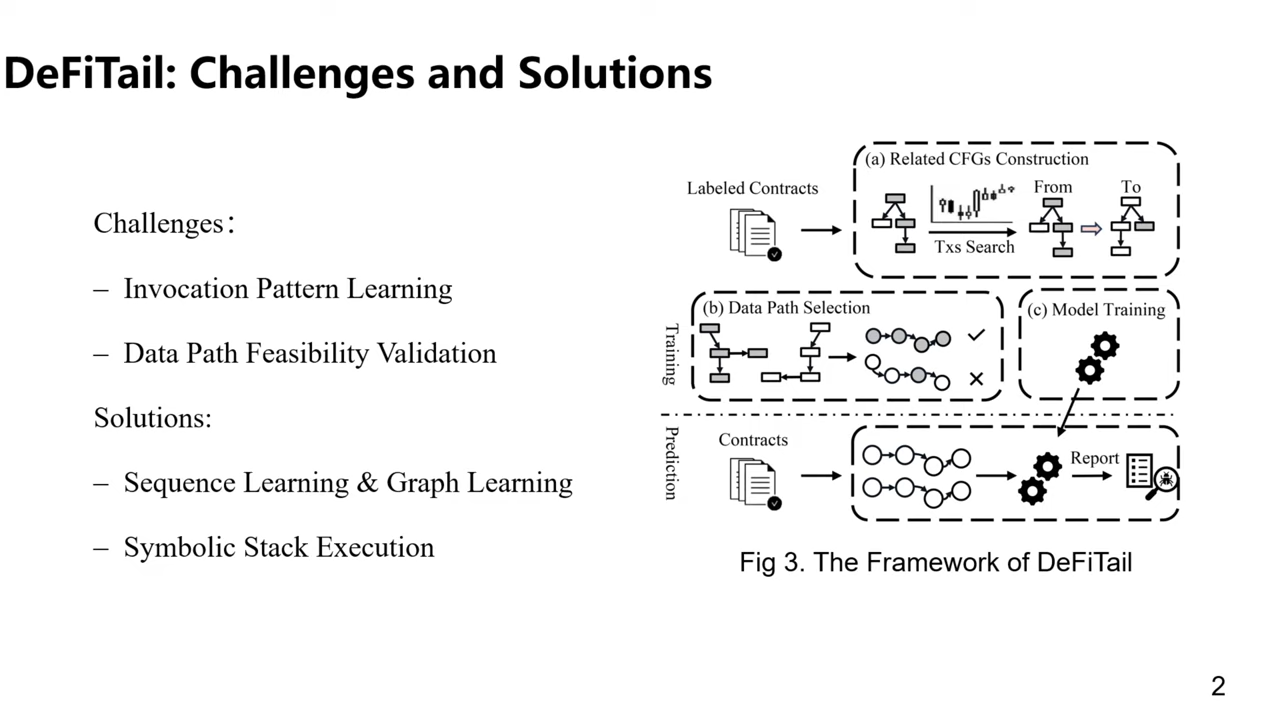 DeFiTail: Challenges and Solutions
Challenges：
– Invocation Pattern Learning
– Data Path Feasibility Validation
Solutions:
– Sequence Learning & Graph Learning
– Symbolic Stack Execution
Labeled Contracts
(a) Related CFGs Construction
From
To
Txs Search
Training
(b) Data Path Selection
(c) Model Training
Prediction
Contracts
Report
Fig 3. The Framework of DeFiTail
2